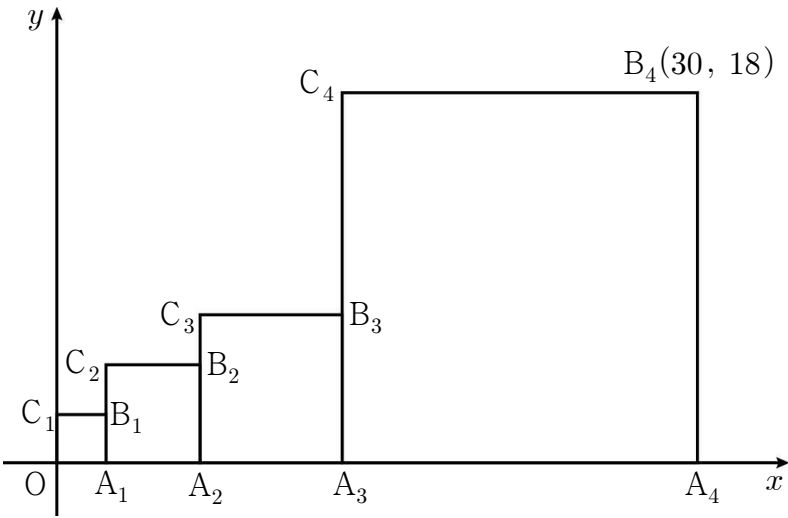 y
B₄(30, 18)
C₄
C₃
B₃
C₂
B₂
C₁
B₁
O
A₁
A₂
A₃
A₄
x